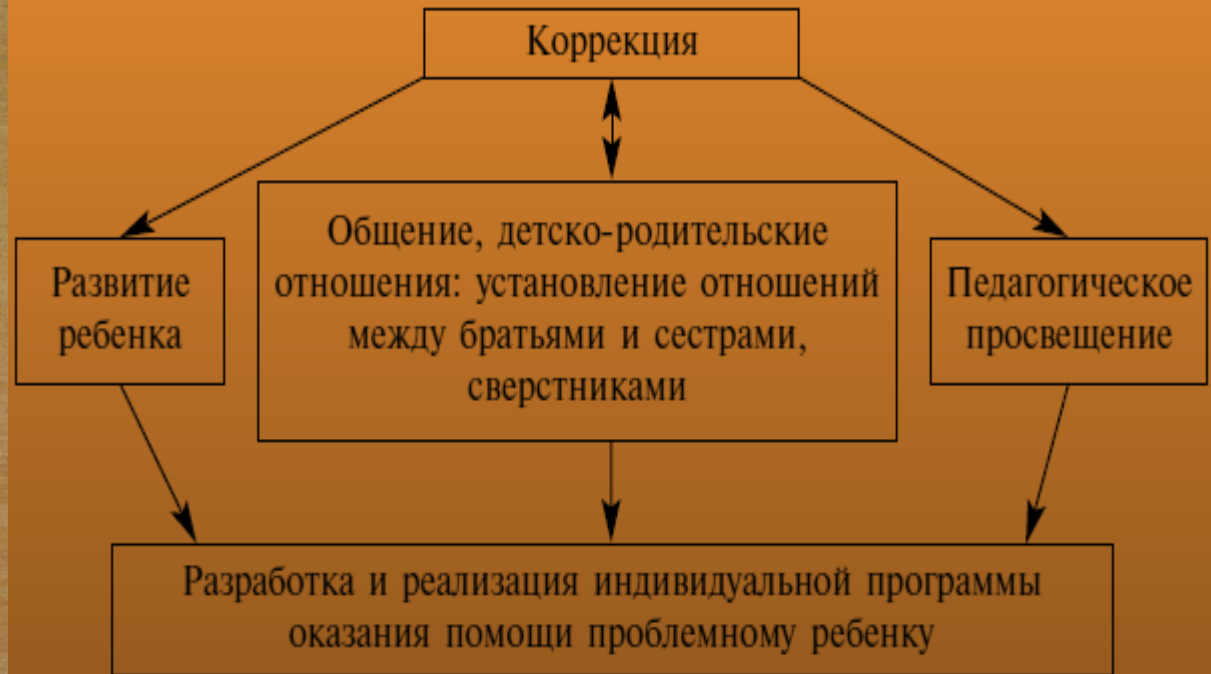 Коррекция
Общение, детско-родительские
отношения: установление отношений
между братьями и сестрами,
сверстниками
Развитие
ребенка
Педагогическое
просвещение
Разработка и реализация индивидуальной программы
оказания помощи проблемному ребенку